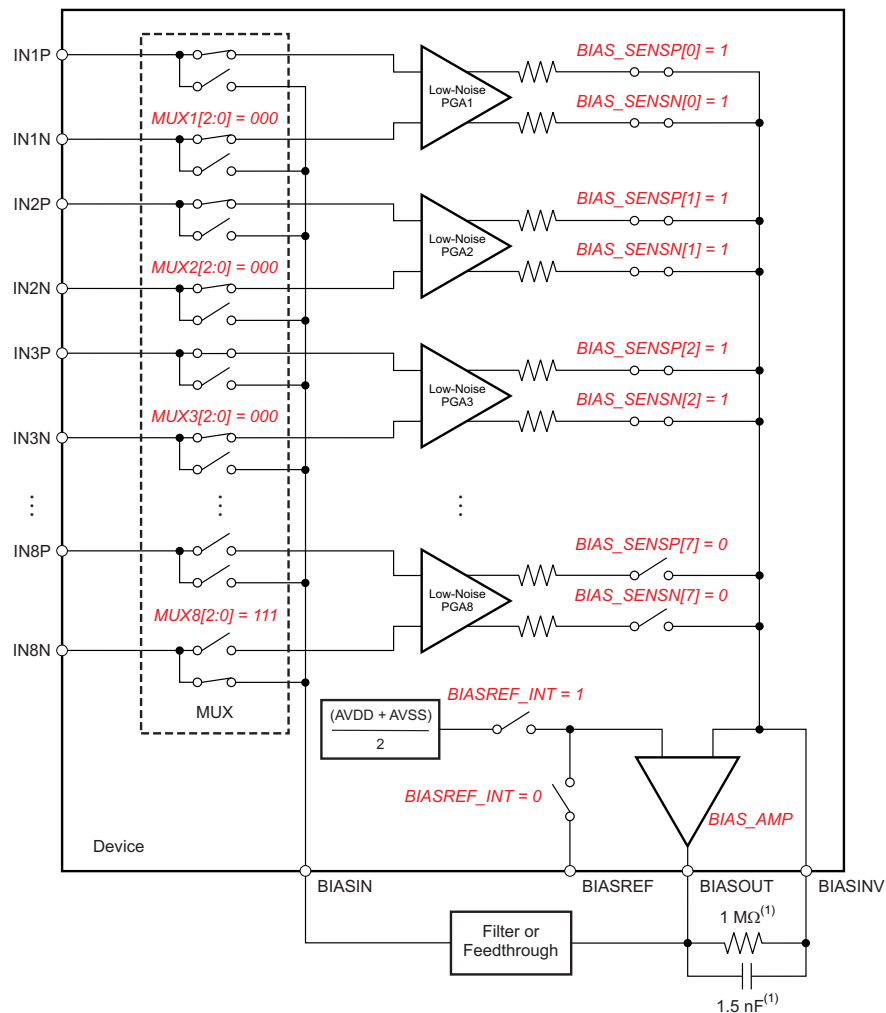 IN1P
BIAS_SENSP[0] = 1
Low-Noise
PGA1
BIAS_SENSN[0] = 1
MUX1[2:0] = 000
IN1N
IN2P
BIAS_SENSP[1] = 1
Low-Noise
PGA2
BIAS_SENSN[1] = 1
MUX2[2:0] = 000
IN2N
IN3P
BIAS_SENSP[2] = 1
Low-Noise
PGA3
BIAS_SENSN[2] = 1
MUX3[2:0] = 000
IN3N
IN8P
BIAS_SENSP[7] = 0
Low-Noise
PGA8
BIAS_SENSN[7] = 0
MUX8[2:0] = 111
IN8N
MUX
BIASREF_INT = 1
(AVDD + AVSS)
2
BIASREF_INT = 0
BIAS_AMP
Device
BIASIN
BIASREF
BIASOUT
BIASINV
Filter or
Feedthrough
1 MΩ(1)
1.5 nF(1)